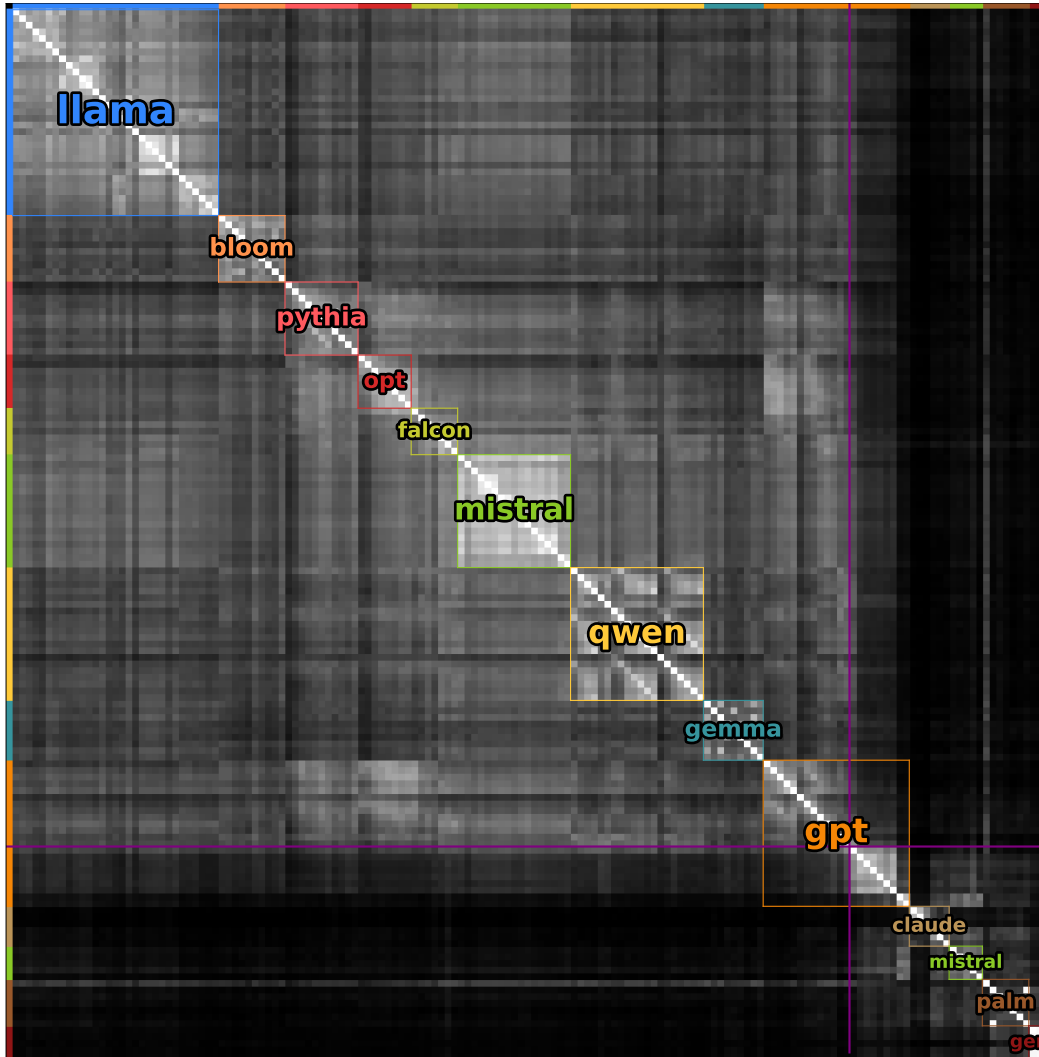 llama
bloom
pythia
opt
falcon
mistral
qwen
gemma
gpt
claude
mistral
palm